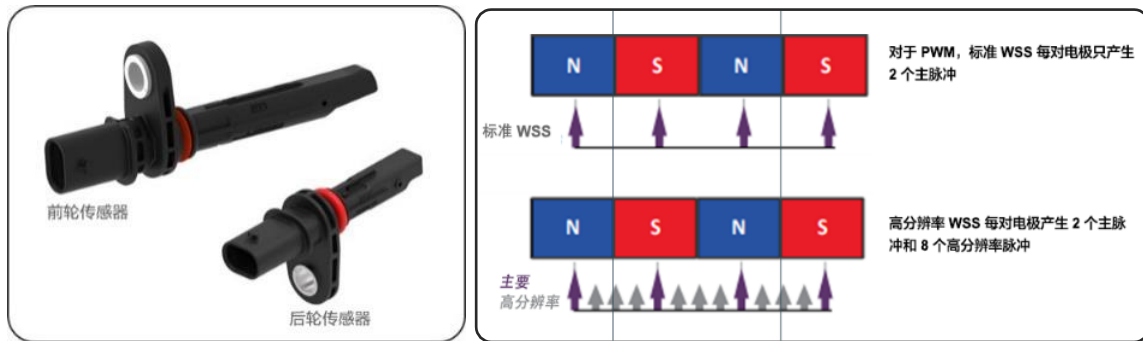 前轮传感器
后轮传感器
N S N S
标准 WSS
对于 PWM，标准 WSS 每对电极只产生
2 个主脉冲
N S N S
主要
高分辨率
高分辨率 WSS 每对电极产生 2 个主脉
冲和 8 个高分辨率脉冲